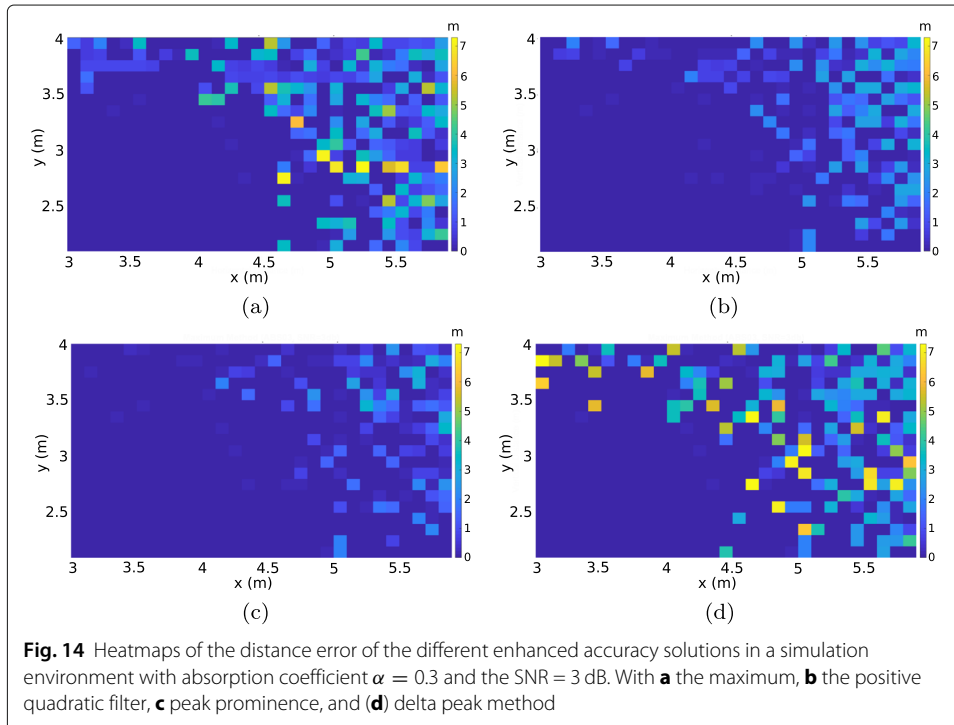 m
4
3.5
3
2.5
y (m)
7
6
5
4
3
2
1
0
3 3.5 4 4.5 5 5.5
x (m)
(a)
m
4
3.5
3
2.5
y (m)
7
6
5
4
3
2
1
0
3 3.5 4 4.5 5 5.5
x (m)
(b)
m
4
3.5
3
2.5
y (m)
7
6
5
4
3
2
1
0
3 3.5 4 4.5 5 5.5
x (m)
(c)
m
4
3.5
3
2.5
y (m)
7
6
5
4
3
2
1
0
3 3.5 4 4.5 5 5.5
x (m)
(d)
Fig. 14 Heatmaps of the distance error of the different enhanced accuracy solutions in a simulation
environment with absorption coefficient α = 0.3 and the SNR = 3 dB. With a the maximum, b the positive
quadratic filter, c peak prominence, and (d) delta peak method